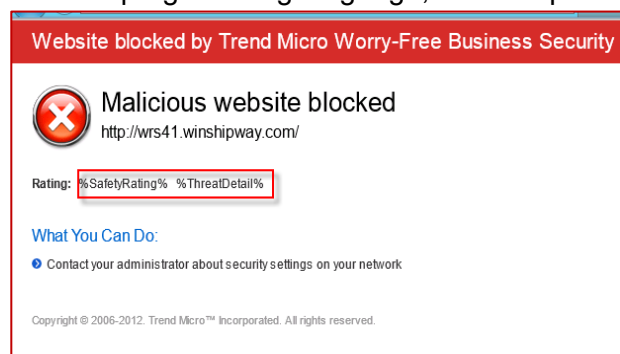 Website blocked by Trend Micro Worry-Free Business Security
Malicious website blocked
http://wrs41.winshipway.com/
Rating: %SafetyRating% %ThreatDetail%
What You Can Do:
Contact your administrator about security settings on your network
Copyright © 2006-2012. Trend Micro™ Incorporated. All rights reserved.